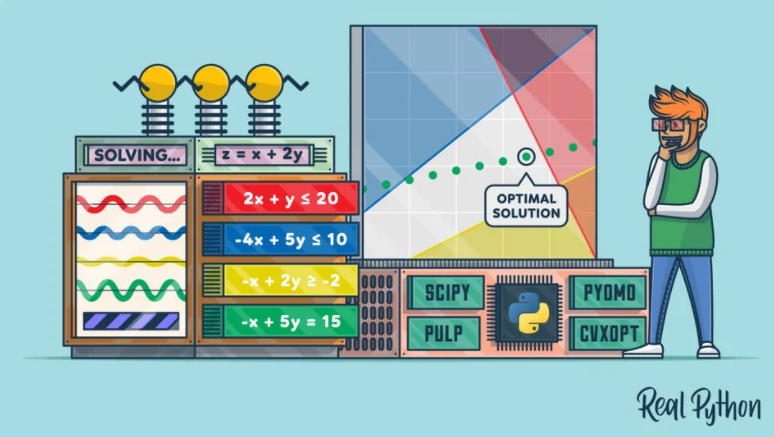 SOLVING...
z = x + 2y
2x + y ≤ 20
-4x + 5y ≤ 10
-x + 2y ≥ -2
-x + 5y = 15
OPTIMAL
SOLUTION
SCIPY
PYOMO
PULP
CVXOPT
Real Python